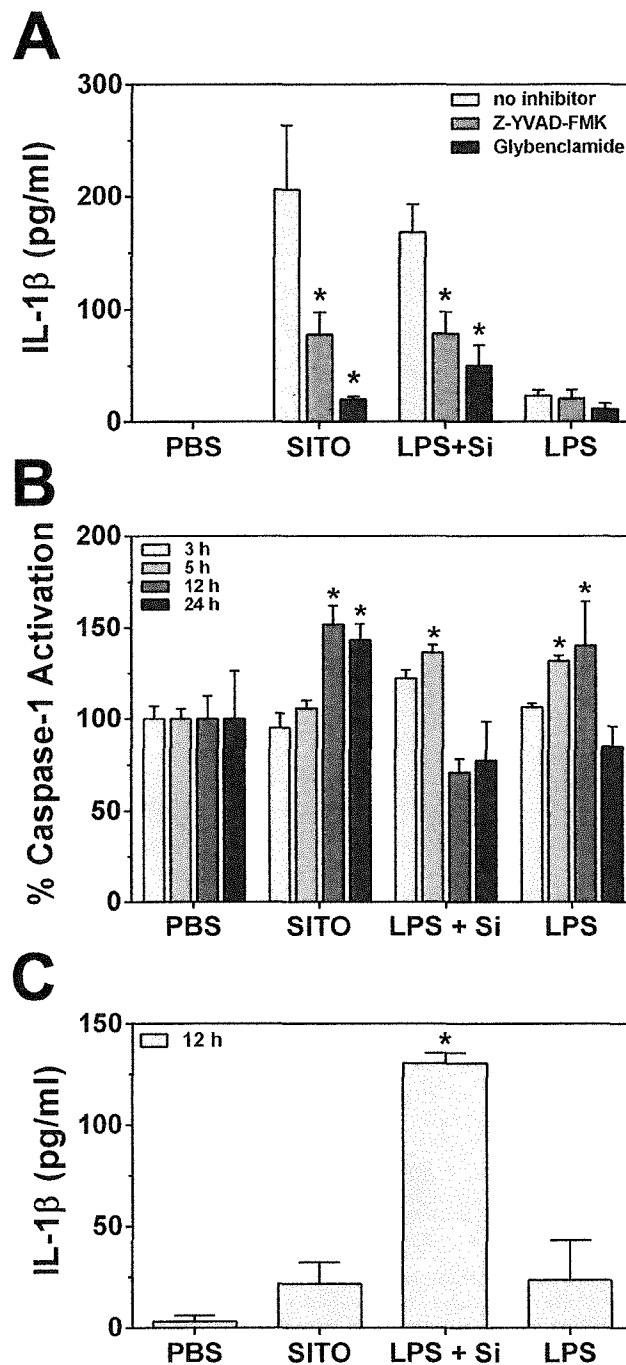 A
300
200
100
0
IL-1β (pg/ml)
no inhibitor
Z-YVAD-FMK
Glybenclamide
*
*
*
*
PBS SITO LPS+Si LPS
B
200
150
100
50
0
% Caspase-1 Activation
3 h
5 h
12 h
24 h
* * * * *
PBS SITO LPS + Si LPS
C
150
100
50
0
IL-1β (pg/ml)
12 h
*
PBS SITO LPS + Si LPS